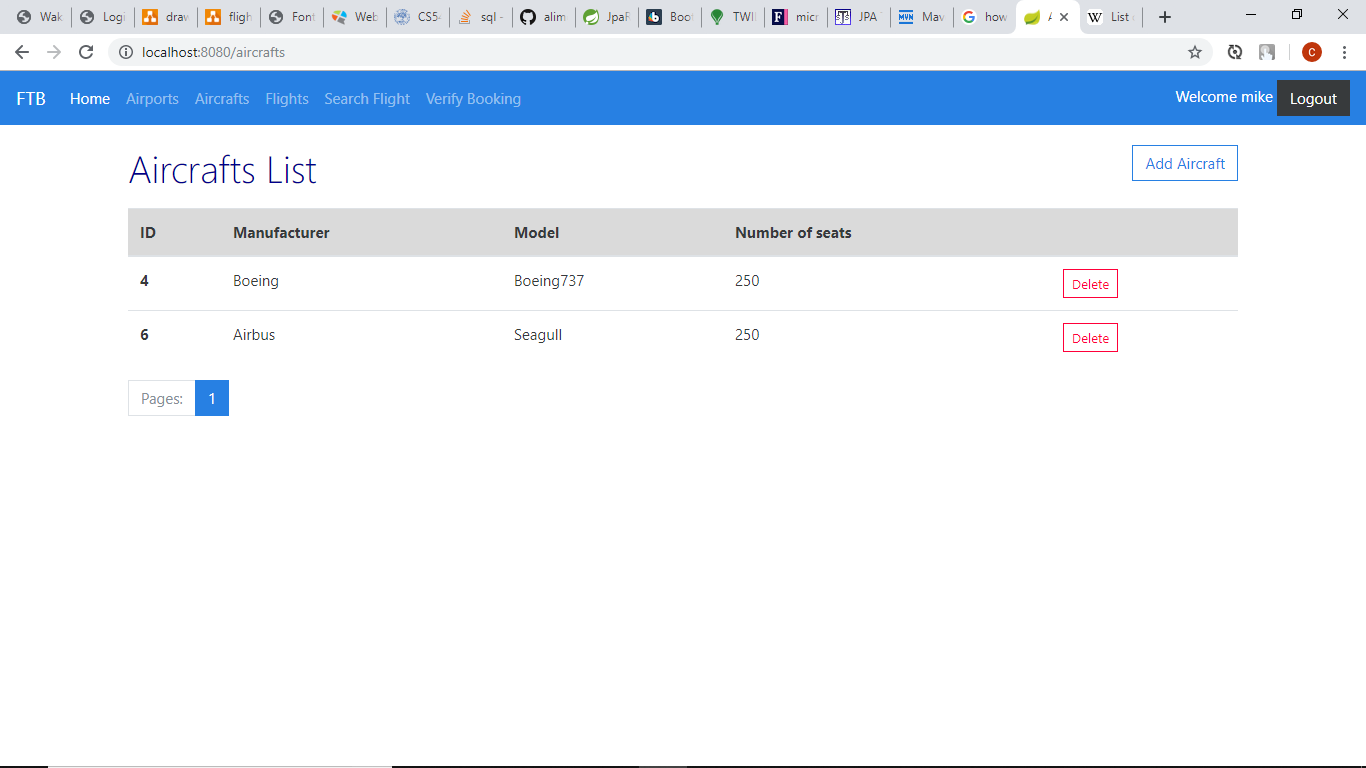 Wak Logi draw fligh Font Web CS54 sql - alim JpaR Boot TWI micr JPA Mav how A List
localhost:8080/aircrafts
C
FTB Home Airports Aircrafts Flights Search Flight Verify Booking Welcome mike Logout
Aircrafts List Add Aircraft
ID Manufacturer Model Number of seats
4 Boeing Boeing737 250 Delete
6 Airbus Seagull 250 Delete
Pages: 1